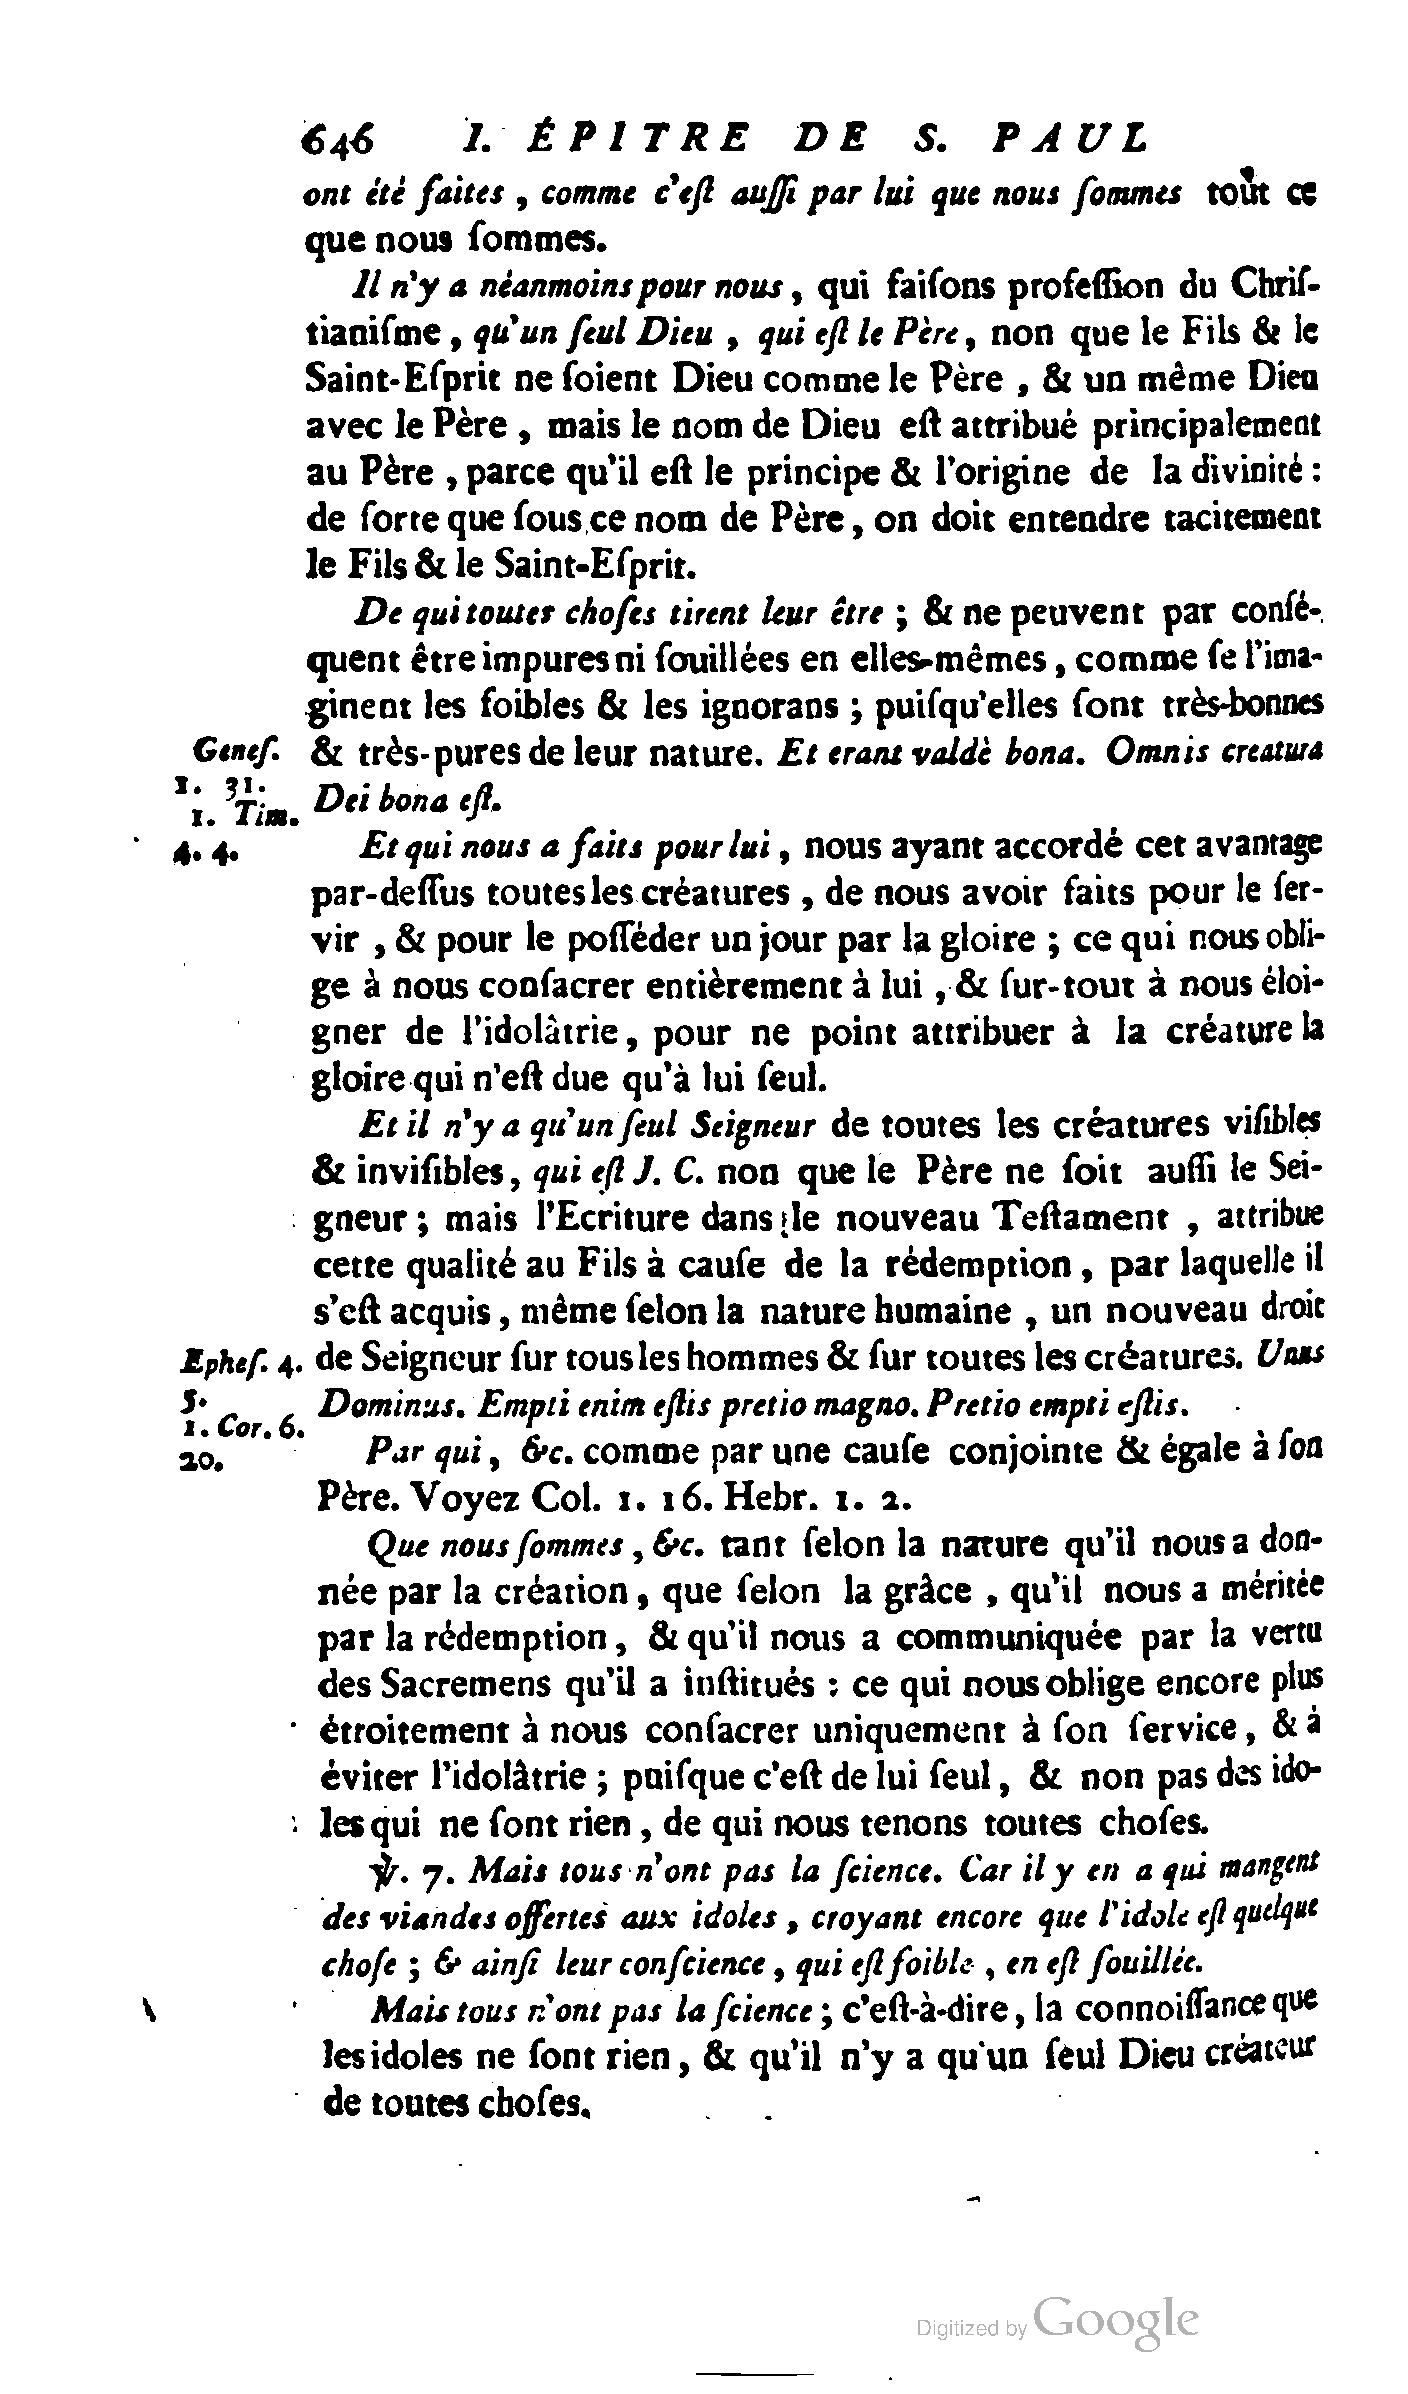 646 I. ÉPITRE DE S. PAUL
ont été faites, comme c'eſt auſſi par lui que nous ſommes tout ce
que nous ſommes.
Il n'y a néanmoins pour nous, qui faiſons profeſſion du Chriſ-
tianiſme, qu'un ſeul Dieu, qui eſt le Père, non que le Fils & le
Saint-Eſprit ne ſoient Dieu comme le Père, & un même Dieu
avec le Père, mais le nom de Dieu eſt attribué principalement
au Père, parce qu'il eſt le principe & l'origine de la divinité :
de ſorte que ſous ce nom de Père, on doit entendre tacitement
le Fils & le Saint-Eſprit.
De qui toutes choſes tirent leur être ; & ne peuvent par conſé-
quent être impures ni ſouillées en elles-mêmes, comme ſe l'ima-
ginent les foibles & les ignorans ; puiſqu'elles ſont très-bonnes
Geneſ. & très-pures de leur nature. Et erant valdè bona. Omnis creatura
1. 31.
1. Tim. Dei bona eſt.
4. 4. Et qui nous a faits pour lui, nous ayant accordé cet avantage
par-deſſus toutes les créatures, de nous avoir faits pour le ſer-
vir, & pour le poſſéder un jour par la gloire ; ce qui nous obli-
ge à nous conſacrer entièrement à lui, & ſur-tout à nous éloi-
gner de l'idolâtrie, pour ne point attribuer à la créature la
gloire qui n'eſt due qu'à lui ſeul.
Et il n'y a qu'un ſeul Seigneur de toutes les créatures viſibles
& inviſibles, qui eſt J. C. non que le Père ne ſoit auſſi le Sei-
gneur ; mais l'Ecriture dans le nouveau Teſtament, attribue
cette qualité au Fils à cauſe de la rédemption, par laquelle il
s'eſt acquis, même ſelon la nature humaine, un nouveau droit
Epheſ. 4. de Seigneur ſur tous les hommes & ſur toutes les créatures. Unus
5. Dominus. Empti enim eſtis pretio magno. Pretio empti eſtis.
1. Cor. 6.
20. Par qui, &c. comme par une cauſe conjointe & égale à ſon
Père. Voyez Col. 1. 16. Hebr. 1. 2.
Que nous ſommes, &c. tant ſelon la nature qu'il nous a don-
née par la création, que ſelon la grâce, qu'il nous a méritée
par la rédemption, & qu'il nous a communiquée par la vertu
des Sacremens qu'il a inſtitués : ce qui nous oblige encore plus
étroitement à nous conſacrer uniquement à ſon ſervice, & à
éviter l'idolâtrie ; puiſque c'eſt de lui ſeul, & non pas des ido-
les qui ne ſont rien, de qui nous tenons toutes choſes.
℣. 7. Mais tous n'ont pas la ſcience. Car il y en a qui mangent
des viandes offertes aux idoles, croyant encore que l'idole eſt quelque
choſe ; & ainſi leur conſcience, qui eſt foible, en eſt ſouillée.
Mais tous n'ont pas la ſcience ; c'eſt-à-dire, la connoiſſance que
les idoles ne ſont rien, & qu'il n'y a qu'un ſeul Dieu créateur
de toutes choſes.
Digitized by Google